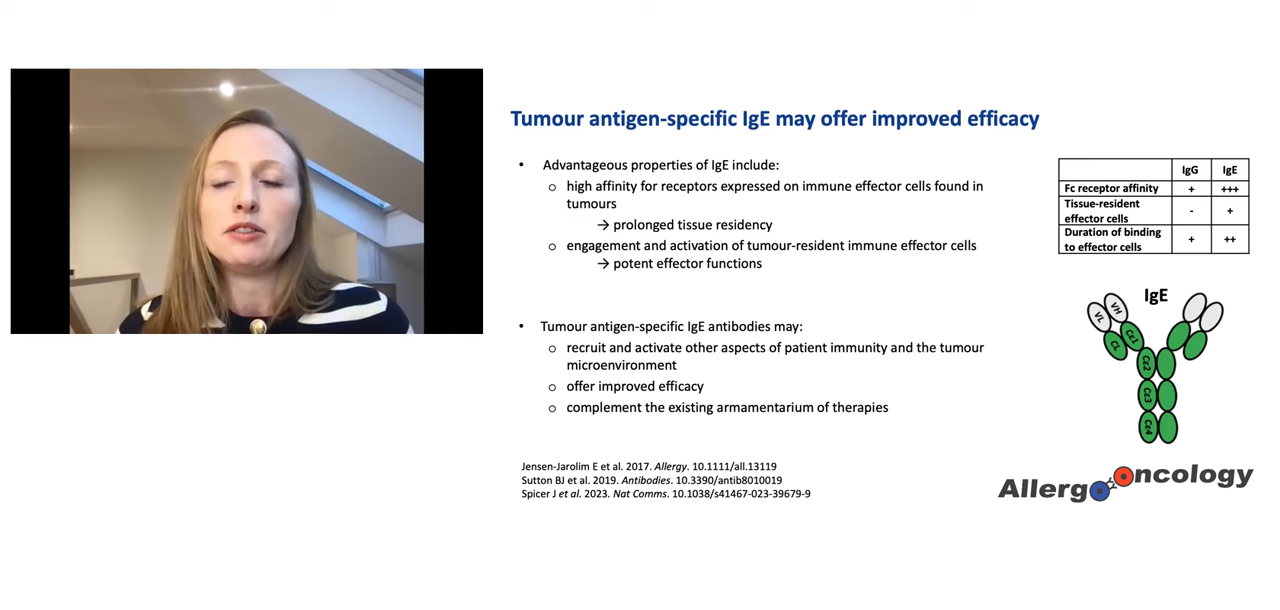 Tumour antigen-specific IgE may offer improved efficacy
• Advantageous properties of IgE include:
o high affinity for receptors expressed on immune effector cells found in
tumours
→ prolonged tissue residency
o engagement and activation of tumour-resident immune effector cells
→ potent effector functions
• Tumour antigen-specific IgE antibodies may:
o recruit and activate other aspects of patient immunity and the tumour
microenvironment
o offer improved efficacy
o complement the existing armamentarium of therapies
Jensen-Jarolim E et al. 2017. Allergy. 10.1111/all.13119
Sutton BJ et al. 2019. Antibodies. 10.3390/antib8010019
Spicer J et al. 2023. Nat Comms. 10.1038/s41467-023-39679-9
IgG IgE
Fc receptor affinity + +++
Tissue-resident
effector cells - +
Duration of binding
to effector cells + ++
IgE
VH
VL
Cε1
CL
Cε2
Cε3
Cε4
AllergoOncology